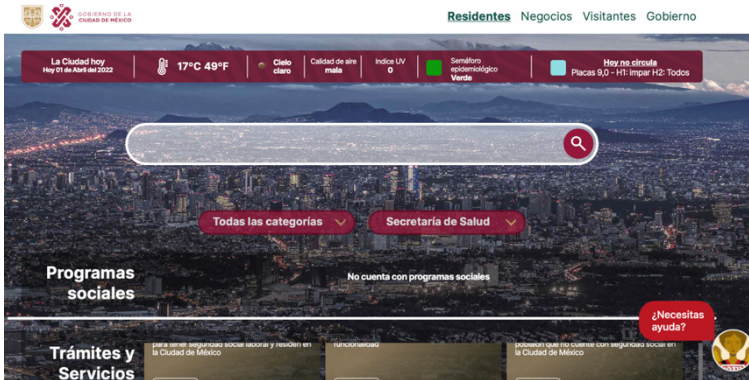 GOBIERNO DE LA
CIUDAD DE MÉXICO
Residentes Negocios Visitantes Gobierno
La Ciudad hoy
Hoy 01 de Abril del 2022
17ºC 49ºF
Cielo
claro
Calidad de aire
mala
Indice UV
0
Semáforo
epidemiológico
Verde
Hoy no circula
Placas 9,0 - H1: Impar H2: Todos
Todas las categorías
Secretaría de Salud
Programas
sociales
No cuenta con programas sociales
¿Necesitas
ayuda?
Trámites y
Servicios
para tener seguridad social laboral y residen en
la Ciudad de México
funcionalidad
población que no cuente con seguridad social en
la Ciudad de México